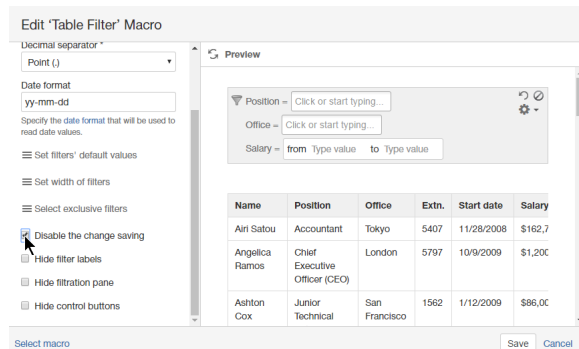 Edit 'Table Filter' Macro
Decimal separator *
Point (.)
Date format
yy-mm-dd
Specify the date format that will be used to
read date values.
Set filters' default values
Set width of filters
Select exclusive filters
Disable the change saving
Hide filter labels
Hide filtration pane
Hide control buttons
Preview
Position = Click or start typing...
Office = Click or start typing...
Salary = from Type value to Type value
Name Position Office Extn. Start date Salary
Airi Satou Accountant Tokyo 5407 11/28/2008 $162,7
Angelica Chief London 5797 10/9/2009 $1,200
Ramos Executive
Officer (CEO)
Ashton Junior San 1562 1/12/2009 $86,00
Cox Technical Francisco
Select macro
Save Cancel